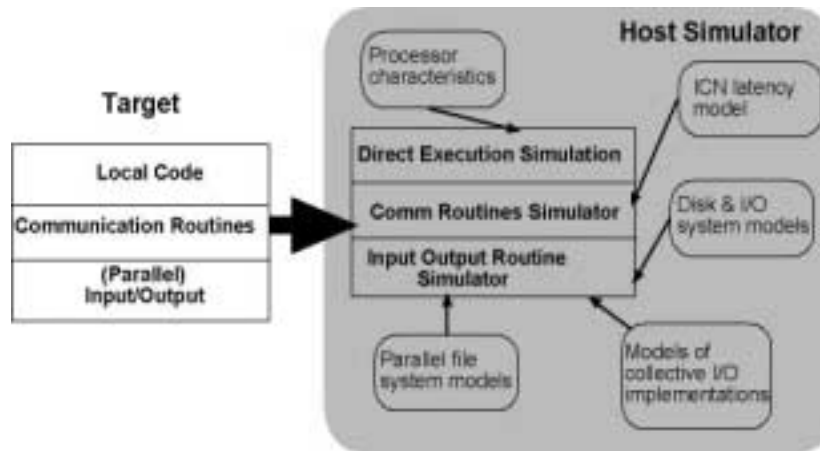 Host Simulator
Processor
characteristics
ICN latency
model
Target
Direct Execution Simulation
Local Code
Comm Routines Simulator
Communication Routines
Disk & I/O
system models
Input Output Routine
Simulator
(Parallel)
Input/Output
Parallel file
system models
Models of
collective I/O
implementations